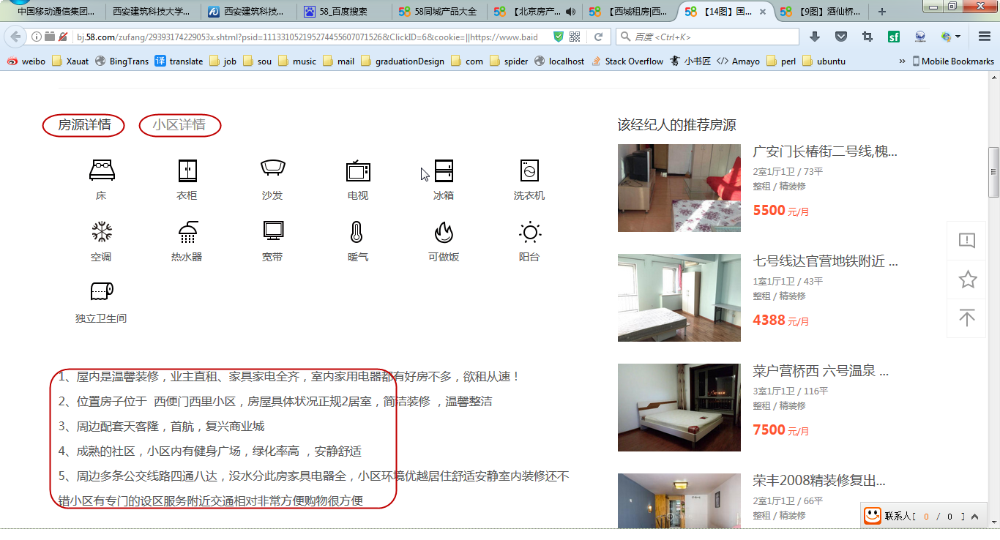 中国移动通信集团...
西安建筑科技大学...
西安建筑科技...
58_百度搜索
58同城产品大全
【北京房产...
【西城租房|西...
【14图】国...
【9图】酒仙桥...
bj.58.com/zufang/29393174229053x.shtml?psid=111331052195274455607071526&ClickID=6&cookie=||https://www.baid
百度 <Ctrl+K>
weibo
Xauat
BingTrans
translate
job
sou
music
mail
graduationDesign
com
spider
localhost
Stack Overflow
小书匠
Amayo
perl
ubuntu
Mobile Bookmarks
房源详情
小区详情
床
衣柜
沙发
电视
冰箱
洗衣机
空调
热水器
宽带
暖气
可做饭
阳台
独立卫生间
1、屋内是温馨装修，业主直租、家具家电全齐，室内家用电器都有好房不多，欲租从速！
2、位置房子位于 西便门西里小区，房屋具体状况正规2居室，简洁装修 ，温馨整洁
3、周边配套天客隆，首航，复兴商业城
4、成熟的社区，小区内有健身广场，绿化率高 ，安静舒适
5、周边多条公交线路四通八达，没水分此房家具电器全，小区环境优越居住舒适安静室内装修还不
错小区有专门的设区服务附近交通相对非常方便购物很方便
该经纪人的推荐房源
广安门长椿街二号线,槐...
2室1厅1卫 / 73平
整租 / 精装修
5500 元/月
七号线达官营地铁附近 ...
1室1厅1卫 / 43平
整租 / 精装修
4388 元/月
菜户营桥西 六号温泉 ...
3室1厅1卫 / 116平
整租 / 精装修
7500 元/月
荣丰2008精装修复出...
2室1厅1卫 / 66平
整租 / 精装修
联系人[ 0 / 0 ]